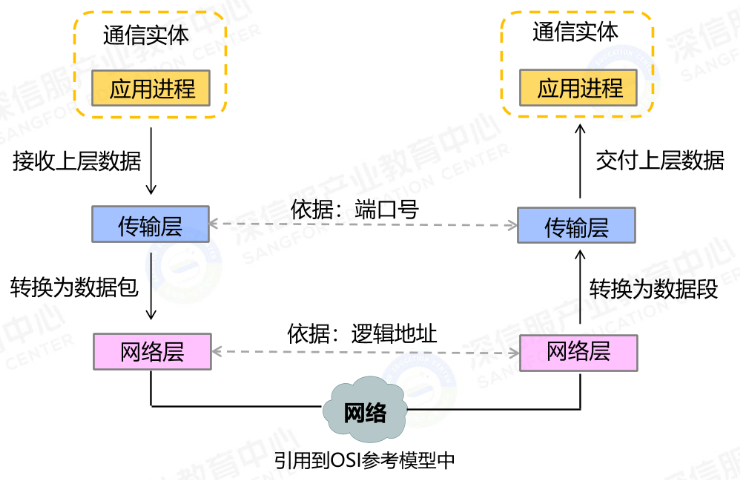 通信实体
通信实体
应用进程
应用进程
接收上层数据
交付上层数据
依据：端口号
传输层
传输层
转换为数据包
转换为数据段
依据：逻辑地址
网络层
网络层
网络
引用到OSI参考模型中
深信服产业教育中心
SANGFOR EDUCATION CENTER